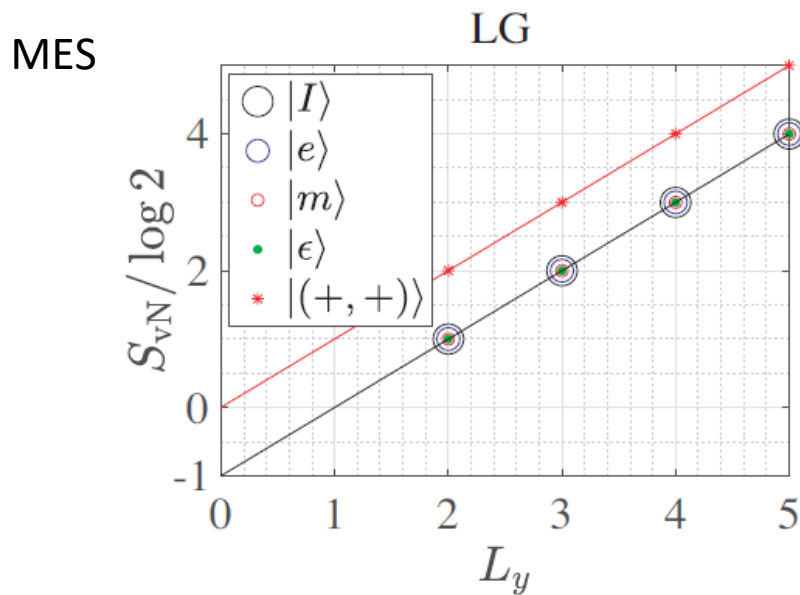 MES
LG
|I⟩
|e⟩
|m⟩
|ϵ⟩
|(+,+)⟩
S_vN / log 2
4
2
0
-1
0 1 2 3 4 5
L_y